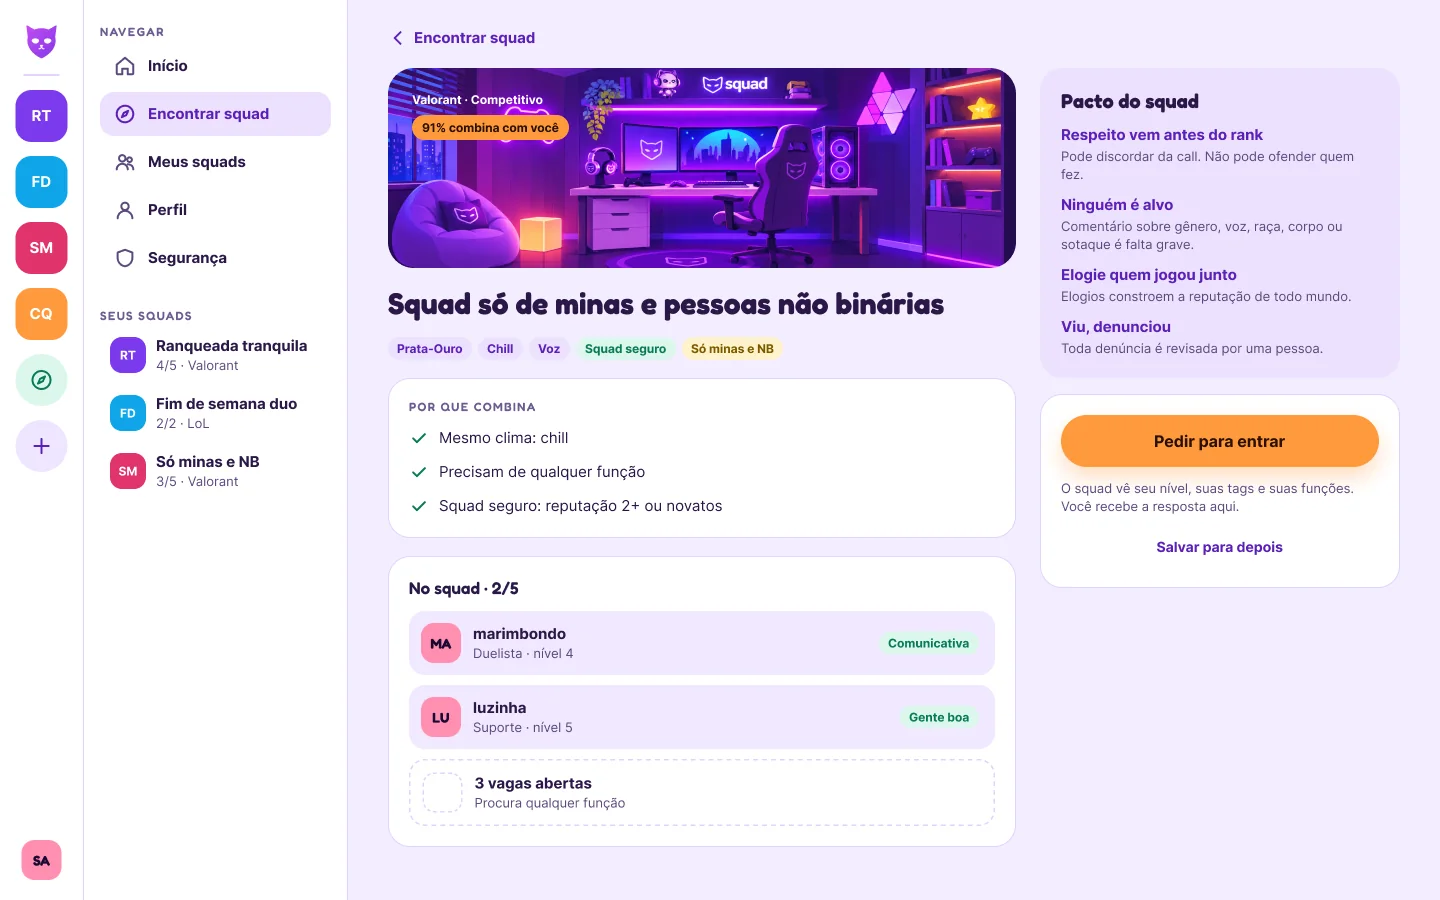 RT
FD
SM
CQ
SA
NAVEGAR
Início
Encontrar squad
Meus squads
Perfil
Segurança
SEUS SQUADS
RT
Ranqueada tranquila
4/5 · Valorant
FD
Fim de semana duo
2/2 · LoL
SM
Só minas e NB
3/5 · Valorant
Encontrar squad
squad
Valorant · Competitivo
91% combina com você
Squad só de minas e pessoas não binárias
Prata-Ouro
Chill
Voz
Squad seguro
Só minas e NB
POR QUE COMBINA
Mesmo clima: chill
Precisam de qualquer função
Squad seguro: reputação 2+ ou novatos
No squad · 2/5
MA
marimbondo
Duelista · nível 4
Comunicativa
LU
luzinha
Suporte · nível 5
Gente boa
3 vagas abertas
Procura qualquer função
Pacto do squad
Respeito vem antes do rank
Pode discordar da call. Não pode ofender quem
fez.
Ninguém é alvo
Comentário sobre gênero, voz, raça, corpo ou
sotaque é falta grave.
Elogie quem jogou junto
Elogios constroem a reputação de todo mundo.
Viu, denunciou
Toda denúncia é revisada por uma pessoa.
Pedir para entrar
O squad vê seu nível, suas tags e suas funções.
Você recebe a resposta aqui.
Salvar para depois